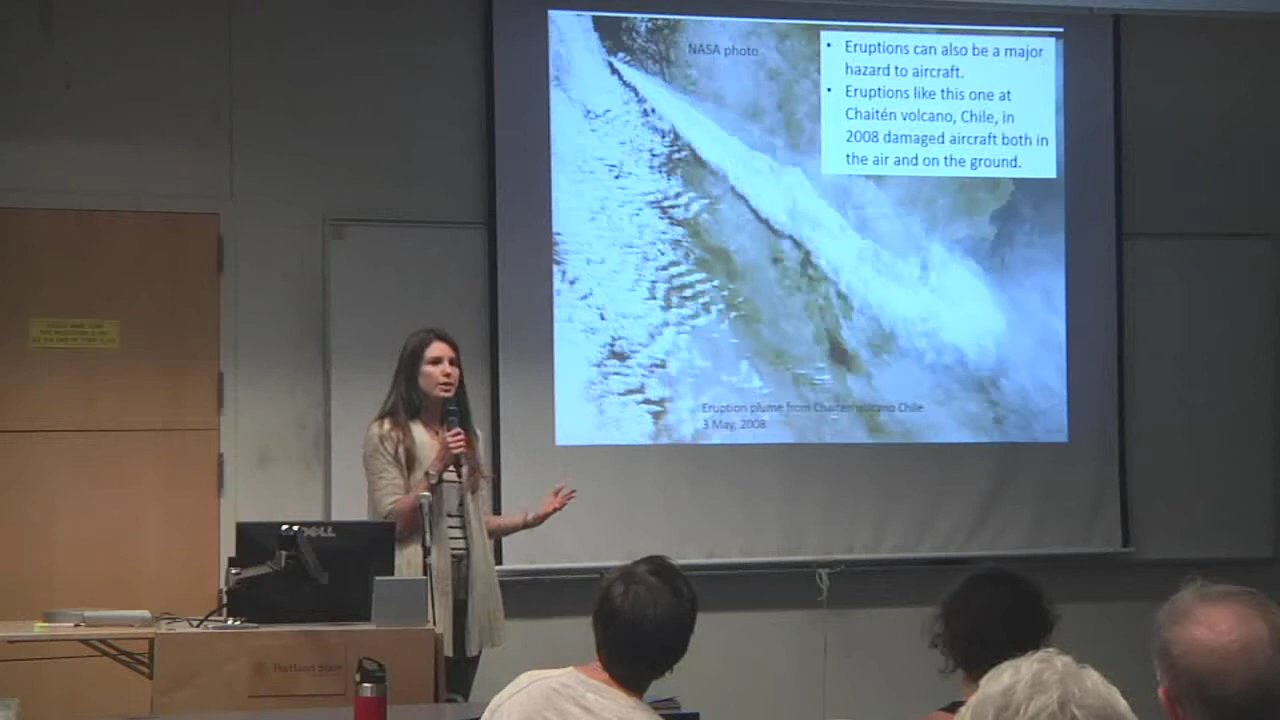 NASA photo
• Eruptions can also be a major
hazard to aircraft.
• Eruptions like this one at
Chaitén volcano, Chile, in
2008 damaged aircraft both in
the air and on the ground.
Eruption plume from Chaitén volcano Chile
3 May, 2008
DELL
Portland State